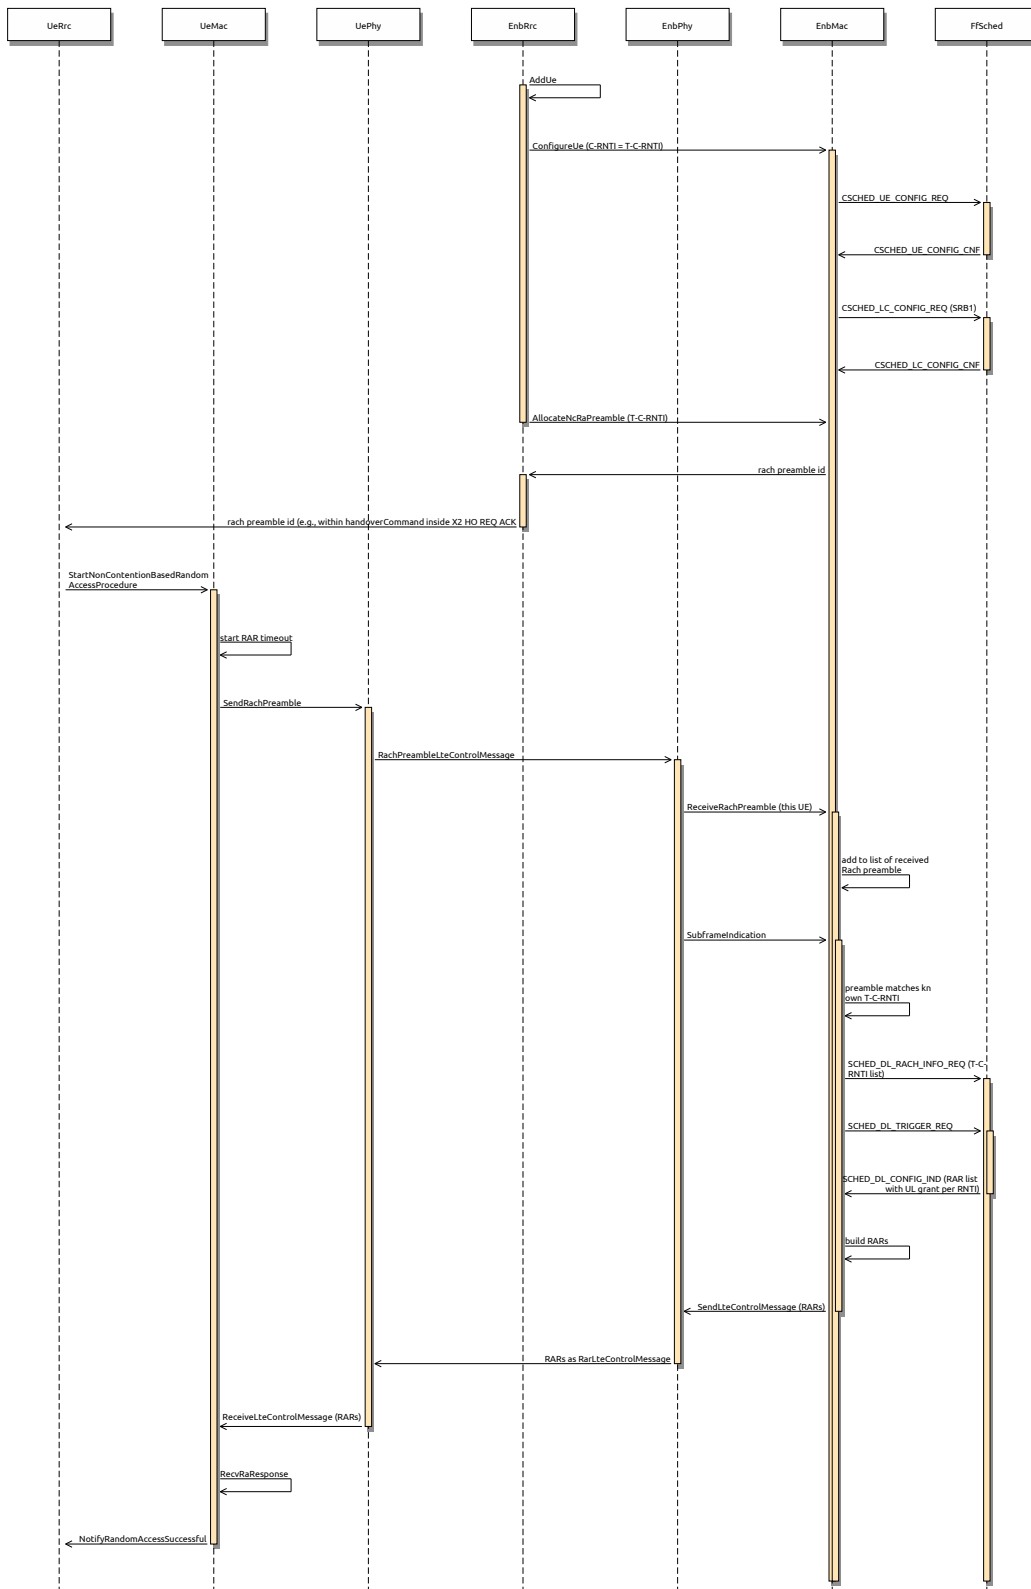 UeRrc
UeMac
UePhy
EnbRrc
EnbPhy
EnbMac
FfSched
AddUe
ConfigureUe (C-RNTI = T-C-RNTI)
CSCHED_UE_CONFIG_REQ
CSCHED_UE_CONFIG_CNF
CSCHED_LC_CONFIG_REQ (SRB1)
CSCHED_LC_CONFIG_CNF
AllocateNcRaPreamble (T-C-RNTI)
rach preamble id
rach preamble id (e.g., within handoverCommand inside X2 HO REQ ACK
StartNonContentionBasedRandom
AccessProcedure
start RAR timeout
SendRachPreamble
RachPreambleLteControlMessage
ReceiveRachPreamble (this UE)
add to list of received
Rach preamble
SubframeIndication
preamble matches kn
own T-C-RNTI
SCHED_DL_RACH_INFO_REQ (T-C-
RNTI list)
SCHED_DL_TRIGGER_REQ
SCHED_DL_CONFIG_IND (RAR list
with UL grant per RNTI)
build RARs
SendLteControlMessage (RARs)
RARs as RarLteControlMessage
ReceiveLteControlMessage (RARs)
RecvRaResponse
NotifyRandomAccessSuccessful